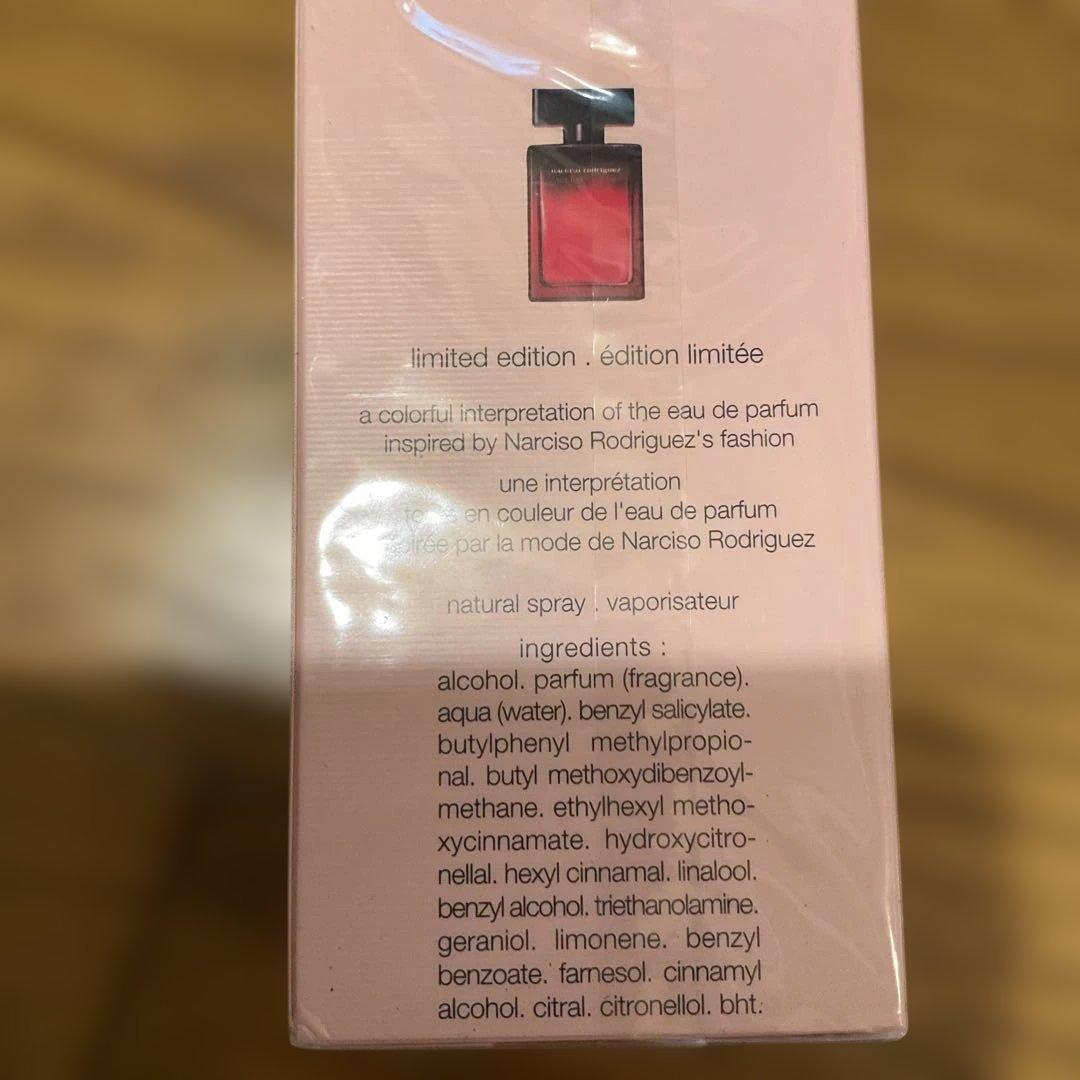 narciso rodriguez
limited edition . édition limitée
a colorful interpretation of the eau de parfum
inspired by Narciso Rodriguez's fashion
une interprétation
en couleur de l'eau de parfum
par la mode de Narciso Rodriguez
natural spray . vaporisateur
ingredients :
alcohol. parfum (fragrance).
aqua (water). benzyl salicylate.
butylphenyl methylpropio-
nal. butyl methoxydibenzoyl-
methane. ethylhexyl metho-
xycinnamate. hydroxycitro-
nellal. hexyl cinnamal. linalool.
benzyl alcohol. triethanolamine.
geraniol. limonene. benzyl
benzoate. farnesol. cinnamyl
alcohol. citral. citronellol. bht.